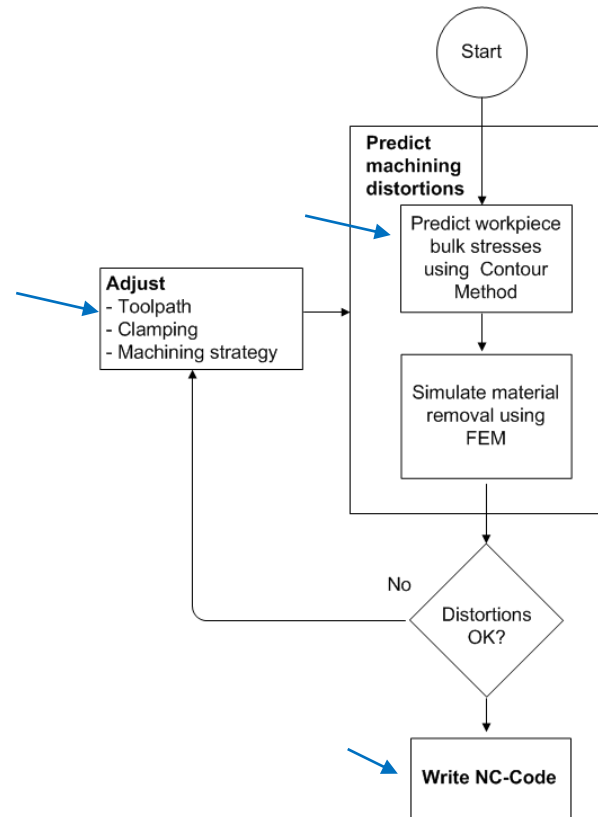 Start
Predict
machining
distortions
Predict workpiece
bulk stresses
using Contour
Method
Adjust
- Toolpath
- Clamping
- Machining strategy
Simulate material
removal using
FEM
No
Distortions
OK?
Write NC-Code